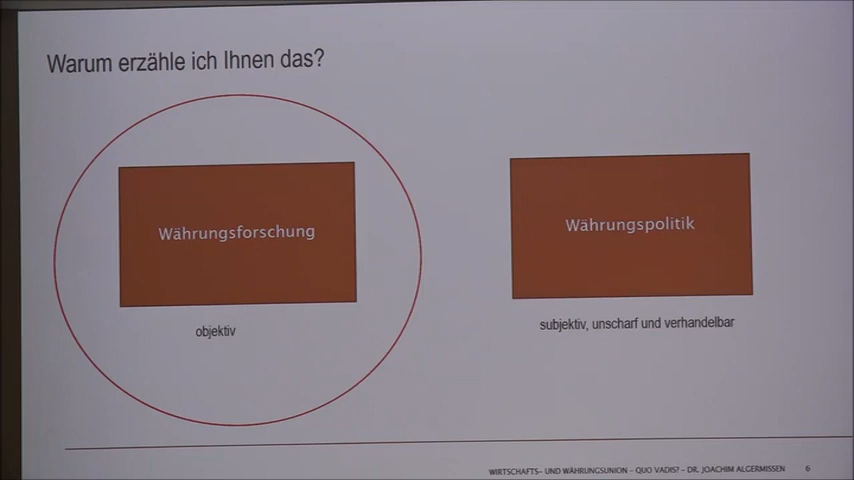 Warum erzähle ich Ihnen das?
Währungsforschung
Währungspolitik
objektiv
subjektiv, unscharf und verhandelbar
WIRTSCHAFTS- UND WÄHRUNGSUNION - QUO VADIS? - DR. JOACHIM ALGERMISSEN 6